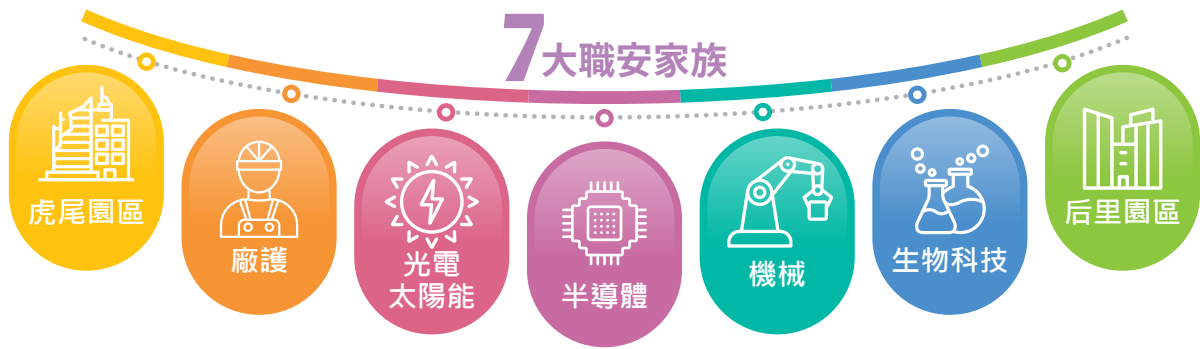 7大職安家族
虎尾園區
廠護
光電
太陽能
半導體
機械
生物科技
后里園區